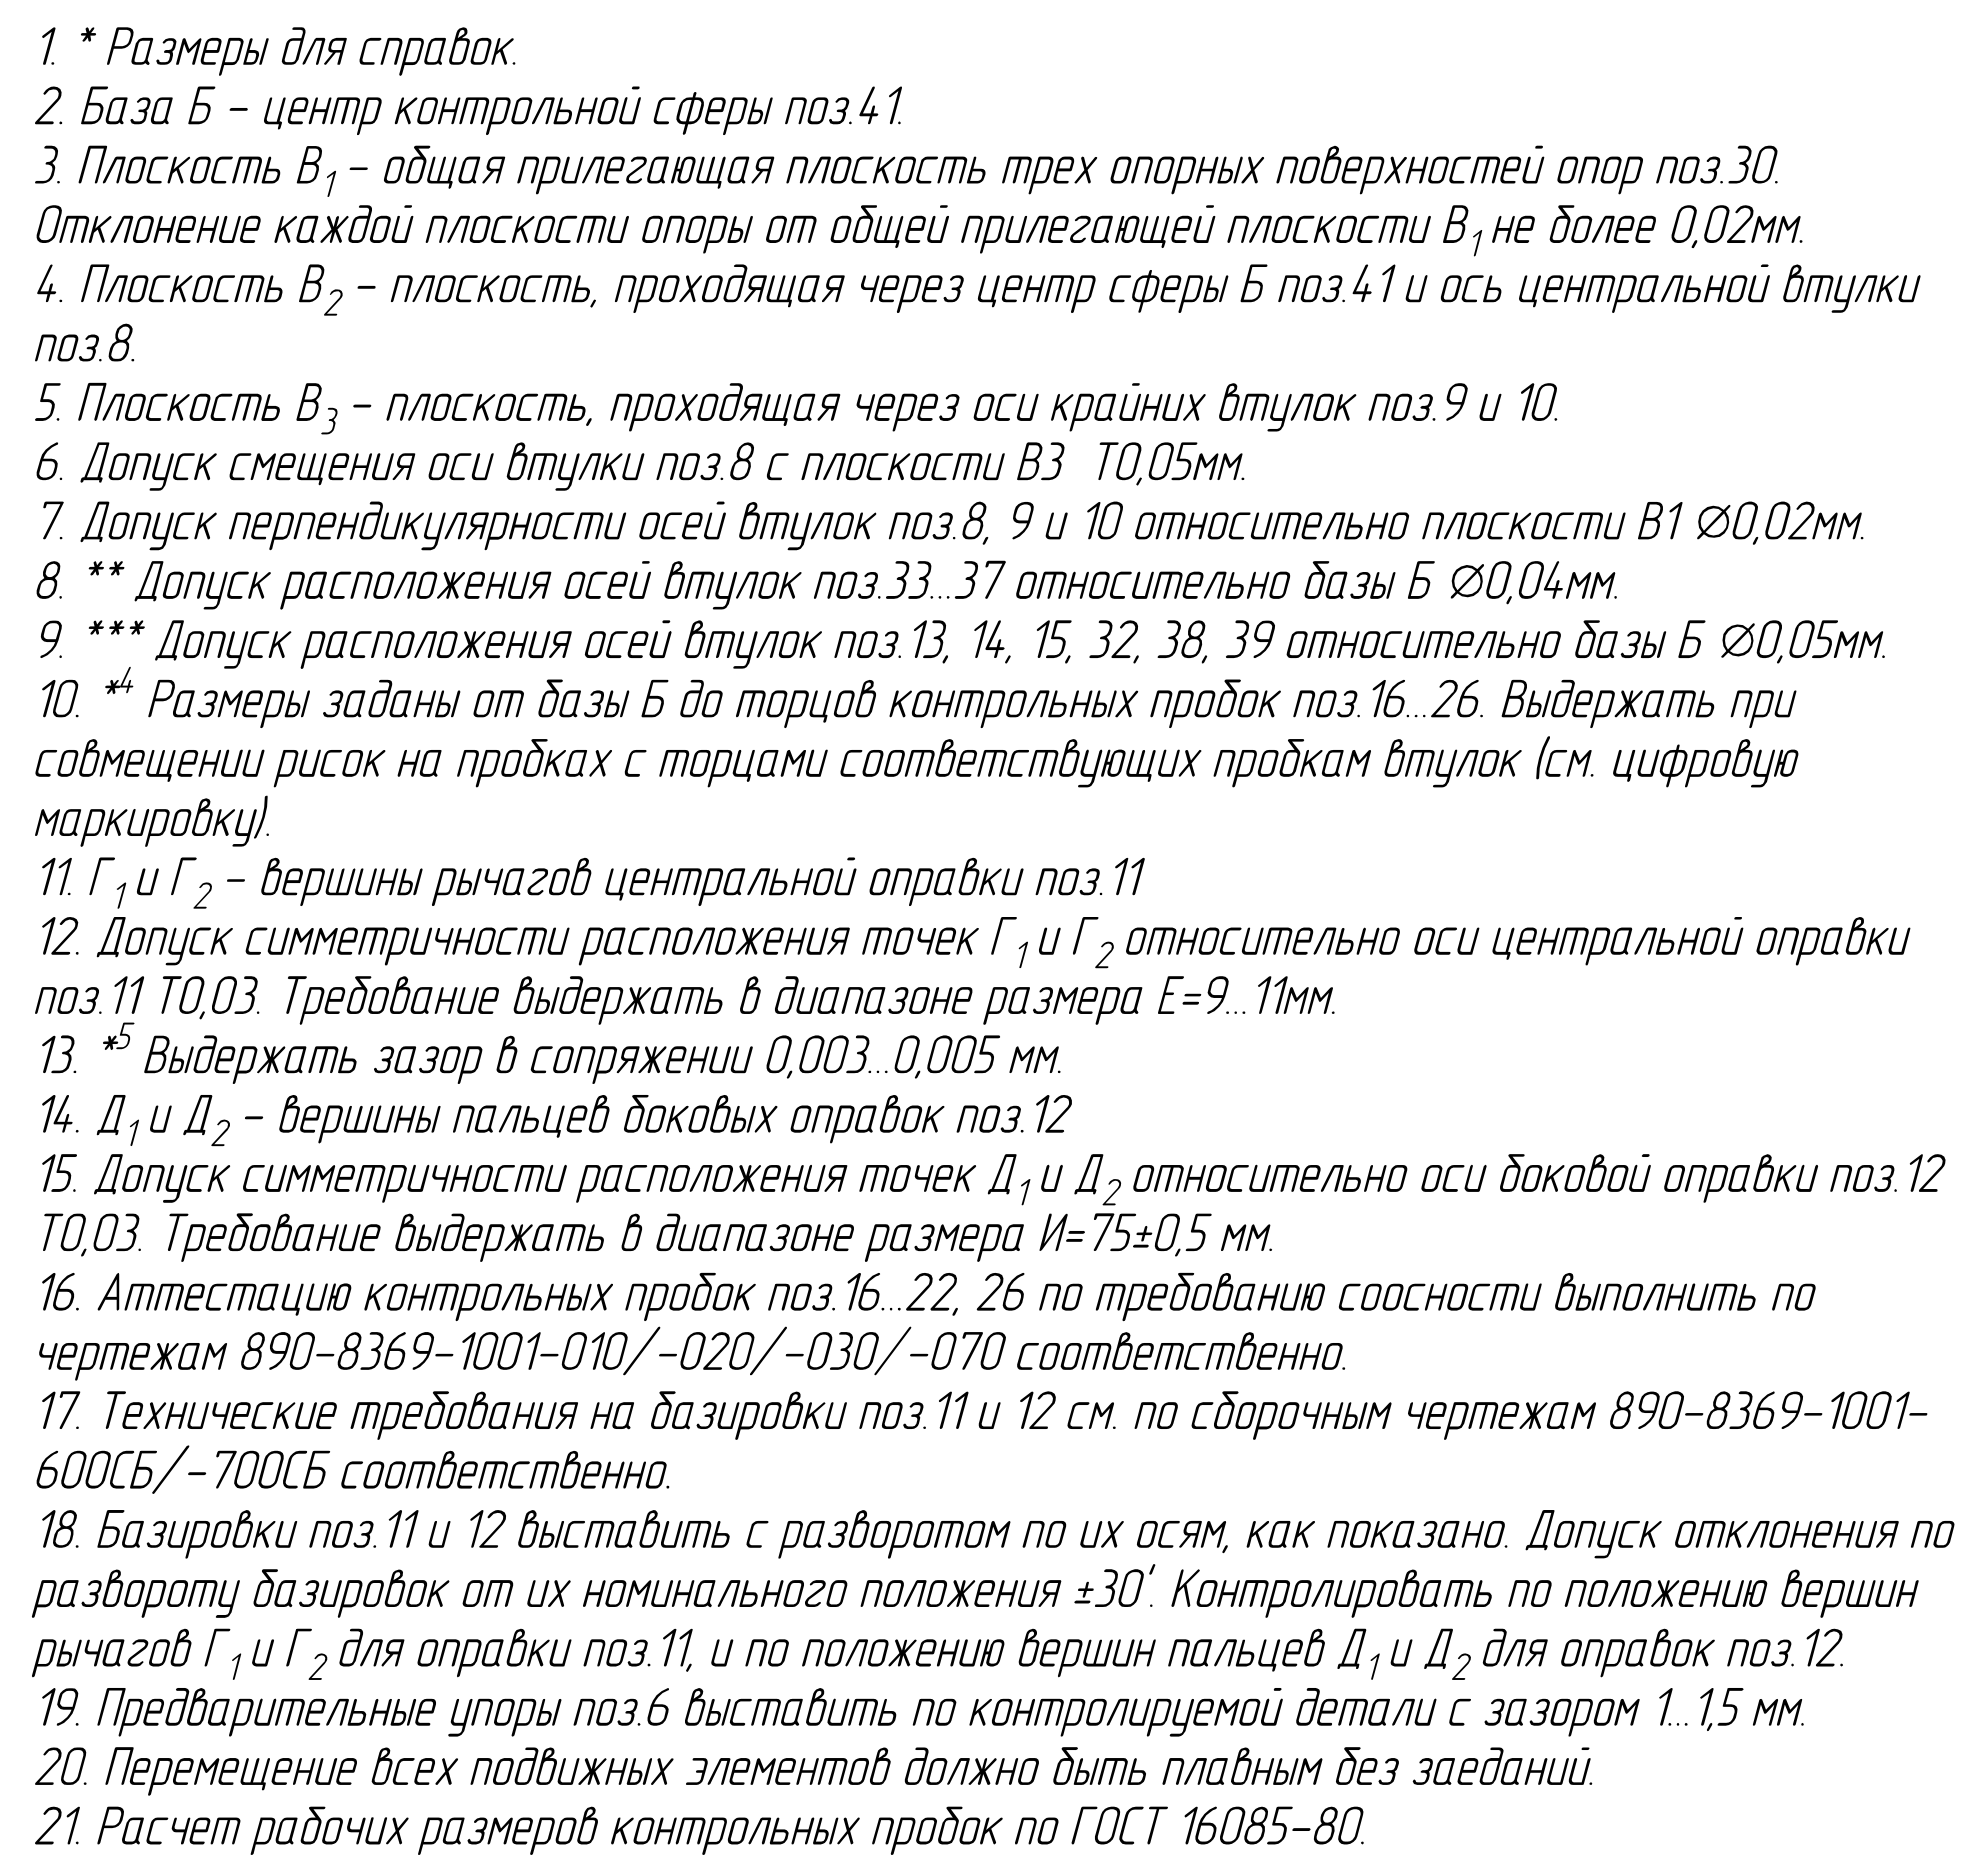 1. * Размеры для справок.
2. База Б – центр контрольной сферы поз.41.
3. Плоскость В₁ – общая прилегающая плоскость трех опорных поверхностей опор поз.30.
Отклонение каждой плоскости опоры от общей прилегающей плоскости В₁ не более 0,02мм.
4. Плоскость В₂ – плоскость, проходящая через центр сферы Б поз.41 и ось центральной втулки
поз.8.
5. Плоскость В₃ – плоскость, проходящая через оси крайних втулок поз.9 и 10.
6. Допуск смещения оси втулки поз.8 с плоскости В3  Т0,05мм.
7. Допуск перпендикулярности осей втулок поз.8, 9 и 10 относительно плоскости В1 ∅0,02мм.
8. ** Допуск расположения осей втулок поз.33...37 относительно базы Б ∅0,04мм.
9. *** Допуск расположения осей втулок поз.13, 14, 15, 32, 38, 39 относительно базы Б ∅0,05мм.
10. *⁴ Размеры заданы от базы Б до торцов контрольных пробок поз.16...26. Выдержать при
совмещении рисок на пробках с торцами соответствующих пробкам втулок (см. цифровую
маркировку).
11. Г₁ и Г₂ – вершины рычагов центральной оправки поз.11
12. Допуск симметричности расположения точек Г₁ и Г₂ относительно оси центральной оправки
поз.11 Т0,03. Требование выдержать в диапазоне размера Е=9...11мм.
13. *⁵ Выдержать зазор в сопряжении 0,003...0,005 мм.
14. Д₁ и Д₂ – вершины пальцев боковых оправок поз.12
15. Допуск симметричности расположения точек Д₁ и Д₂ относительно оси боковой оправки поз.12
Т0,03. Требование выдержать в диапазоне размера И=75±0,5 мм.
16. Аттестацию контрольных пробок поз.16...22, 26 по требованию соосности выполнить по
чертежам 890-8369-1001-010/-020/-030/-070 соответственно.
17. Технические требования на базировки поз.11 и 12 см. по сборочным чертежам 890-8369-1001-
600СБ/-700СБ соответственно.
18. Базировки поз.11 и 12 выставить с разворотом по их осям, как показано. Допуск отклонения по
развороту базировок от их номинального положения ±30'. Контролировать по положению вершин
рычагов Г₁ и Г₂ для оправки поз.11, и по положению вершин пальцев Д₁ и Д₂ для оправок поз.12.
19. Предварительные упоры поз.6 выставить по контролируемой детали с зазором 1...1,5 мм.
20. Перемещение всех подвижных элементов должно быть плавным без заеданий.
21. Расчет рабочих размеров контрольных пробок по ГОСТ 16085-80.